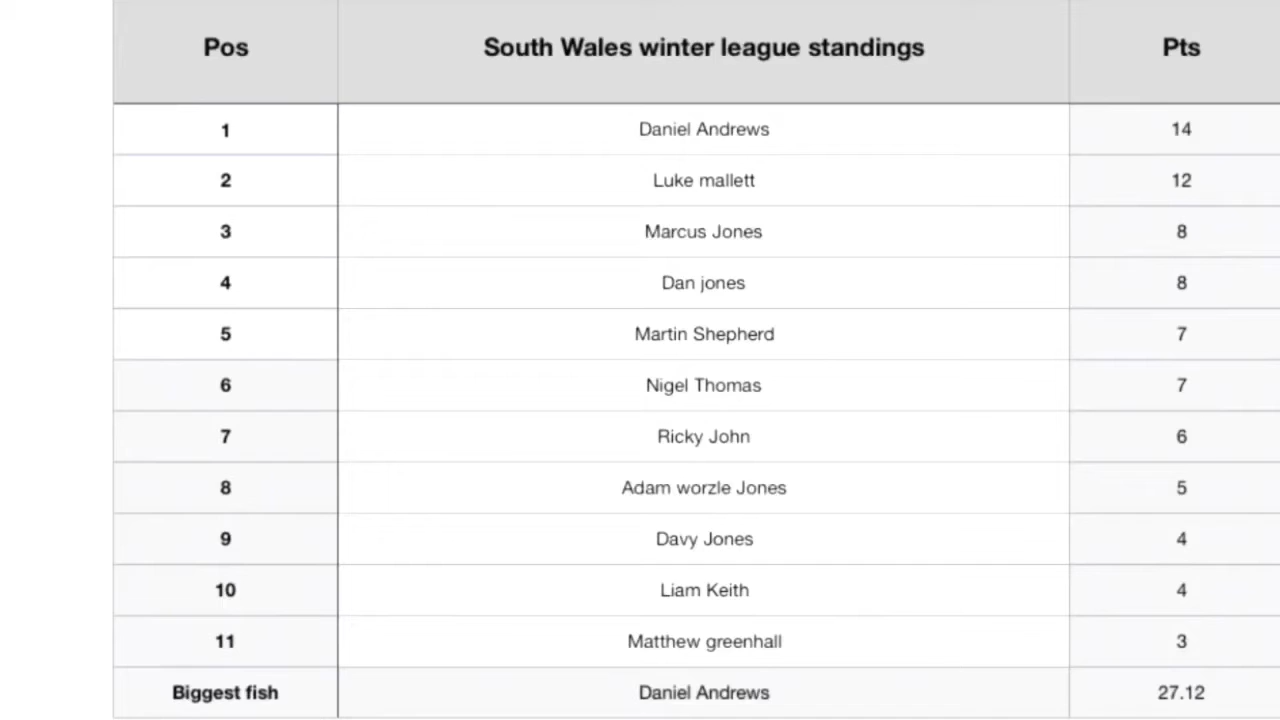 Pos South Wales winter league standings Pts
1 Daniel Andrews 14
2 Luke mallett 12
3 Marcus Jones 8
4 Dan jones 8
5 Martin Shepherd 7
6 Nigel Thomas 7
7 Ricky John 6
8 Adam worzle Jones 5
9 Davy Jones 4
10 Liam Keith 4
11 Matthew greenhall 3
Biggest fish Daniel Andrews 27.12